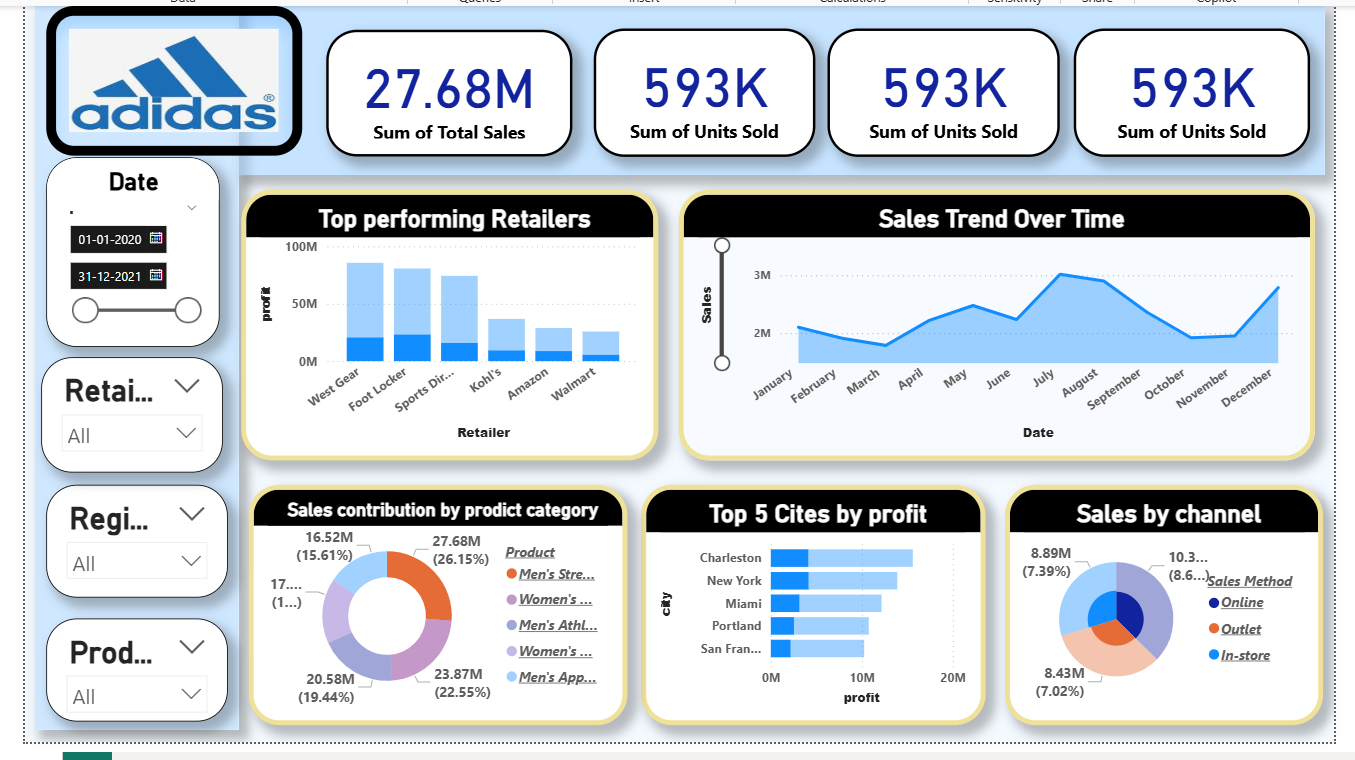 Data
Queries
Insert
Calculations
Sensitivity
Share
Copilot
adidas®
27.68M
Sum of Total Sales
593K
Sum of Units Sold
593K
Sum of Units Sold
593K
Sum of Units Sold
Date
01-01-2020
31-12-2021
Retai...
All
Regi...
All
Prod...
All
Top performing Retailers
100M
50M
0M
profit
West Gear
Foot Locker
Sports Dir...
Kohl's
Amazon
Walmart
Retailer
Sales Trend Over Time
Sales
3M
2M
January
February
March
April
May
June
July
August
September
October
November
December
Date
Sales contribution by prodict category
16.52M
(15.61%)
27.68M
(26.15%)
17....
(1...)
20.58M
(19.44%)
23.87M
(22.55%)
Product
Men's Stre...
Women's ...
Men's Athl...
Women's ...
Men's App...
Top 5 Cites by profit
city
Charleston
New York
Miami
Portland
San Fran...
0M
10M
20M
profit
Sales by channel
8.89M
(7.39%)
10.3...
(8.6...)
8.43M
(7.02%)
Sales Method
Online
Outlet
In-store